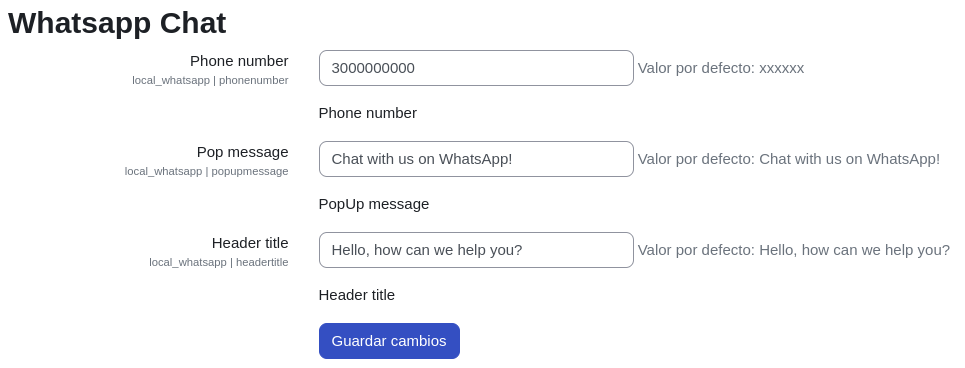 Whatsapp Chat
Phone number
local_whatsapp | phonenumber
3000000000
Valor por defecto: xxxxxx
Phone number
Pop message
local_whatsapp | popupmessage
Chat with us on WhatsApp!
Valor por defecto: Chat with us on WhatsApp!
PopUp message
Header title
local_whatsapp | headertitle
Hello, how can we help you?
Valor por defecto: Hello, how can we help you?
Header title
Guardar cambios